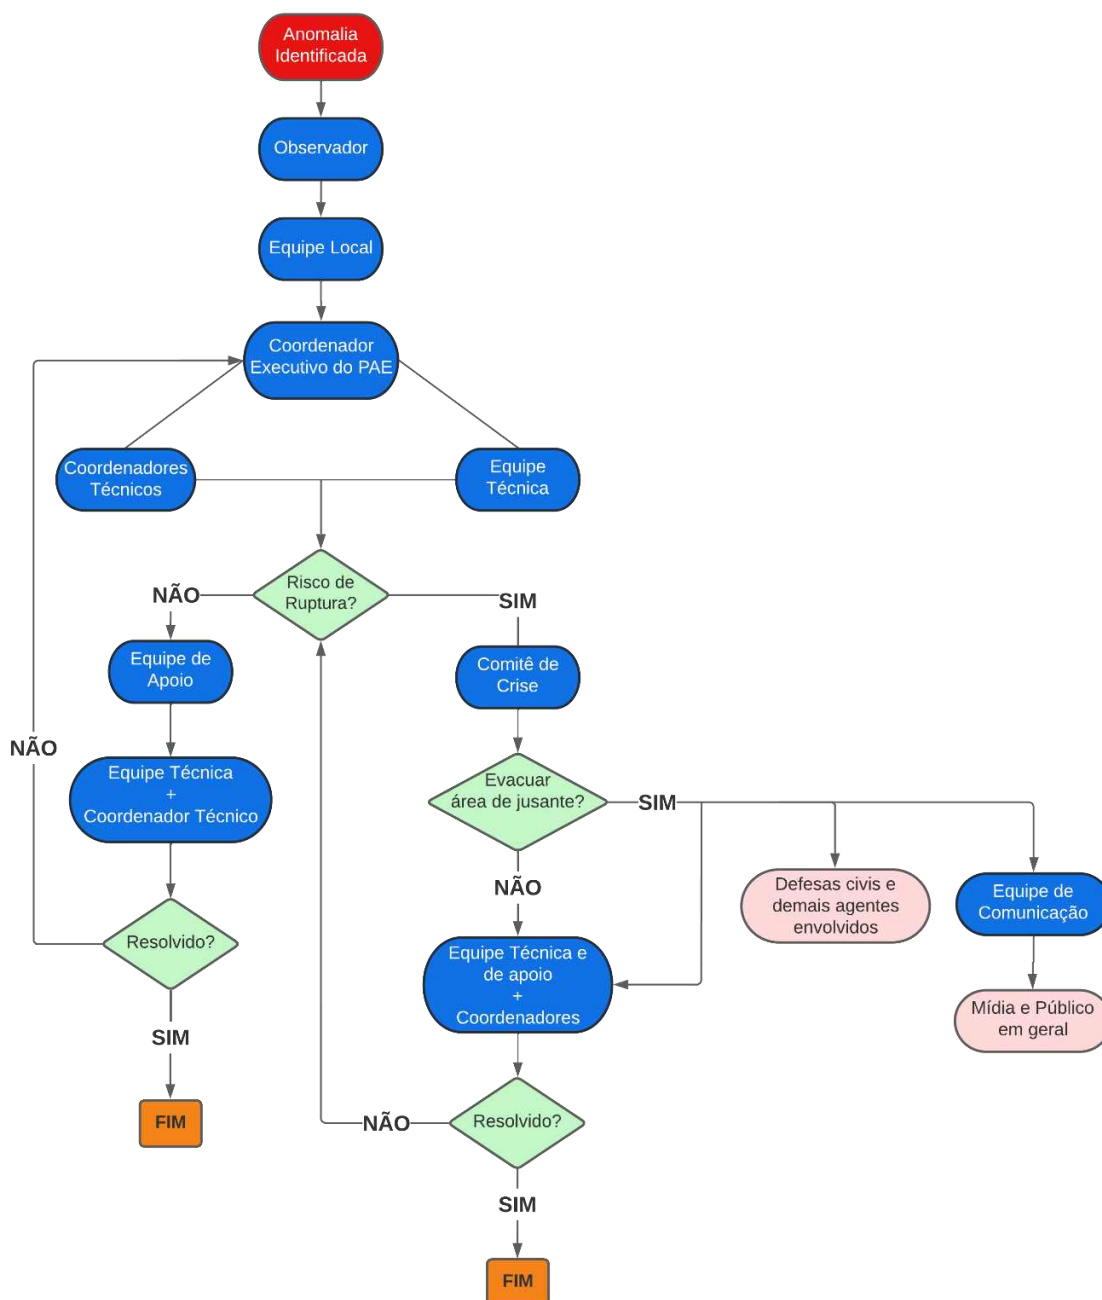 Anomalia
Identificada
Observador
Equipe Local
Coordenador
Executivo do PAE
Coordenadores
Técnicos
Equipe
Técnica
Risco de
Ruptura?
NÃO
SIM
Equipe de
Apoio
Comitê de
Crise
NÃO
Equipe Técnica
+
Coordenador Técnico
Evacuar
área de jusante?
SIM
NÃO
Defesas civis e
demais agentes
envolvidos
Equipe de
Comunicação
Resolvido?
Equipe Técnica e
de apoio
+
Coordenadores
Mídia e Público
em geral
SIM
FIM
NÃO
Resolvido?
SIM
FIM